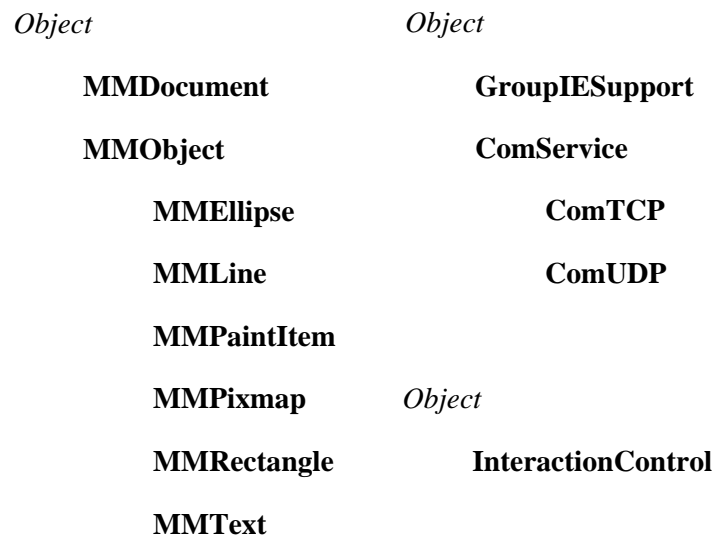 Object
MMDocument
MMObject
MMEllipse
MMLine
MMPaintItem
MMPixmap
MMRectangle
MMText
Object
GroupIESupport
ComService
ComTCP
ComUDP
Object
InteractionControl